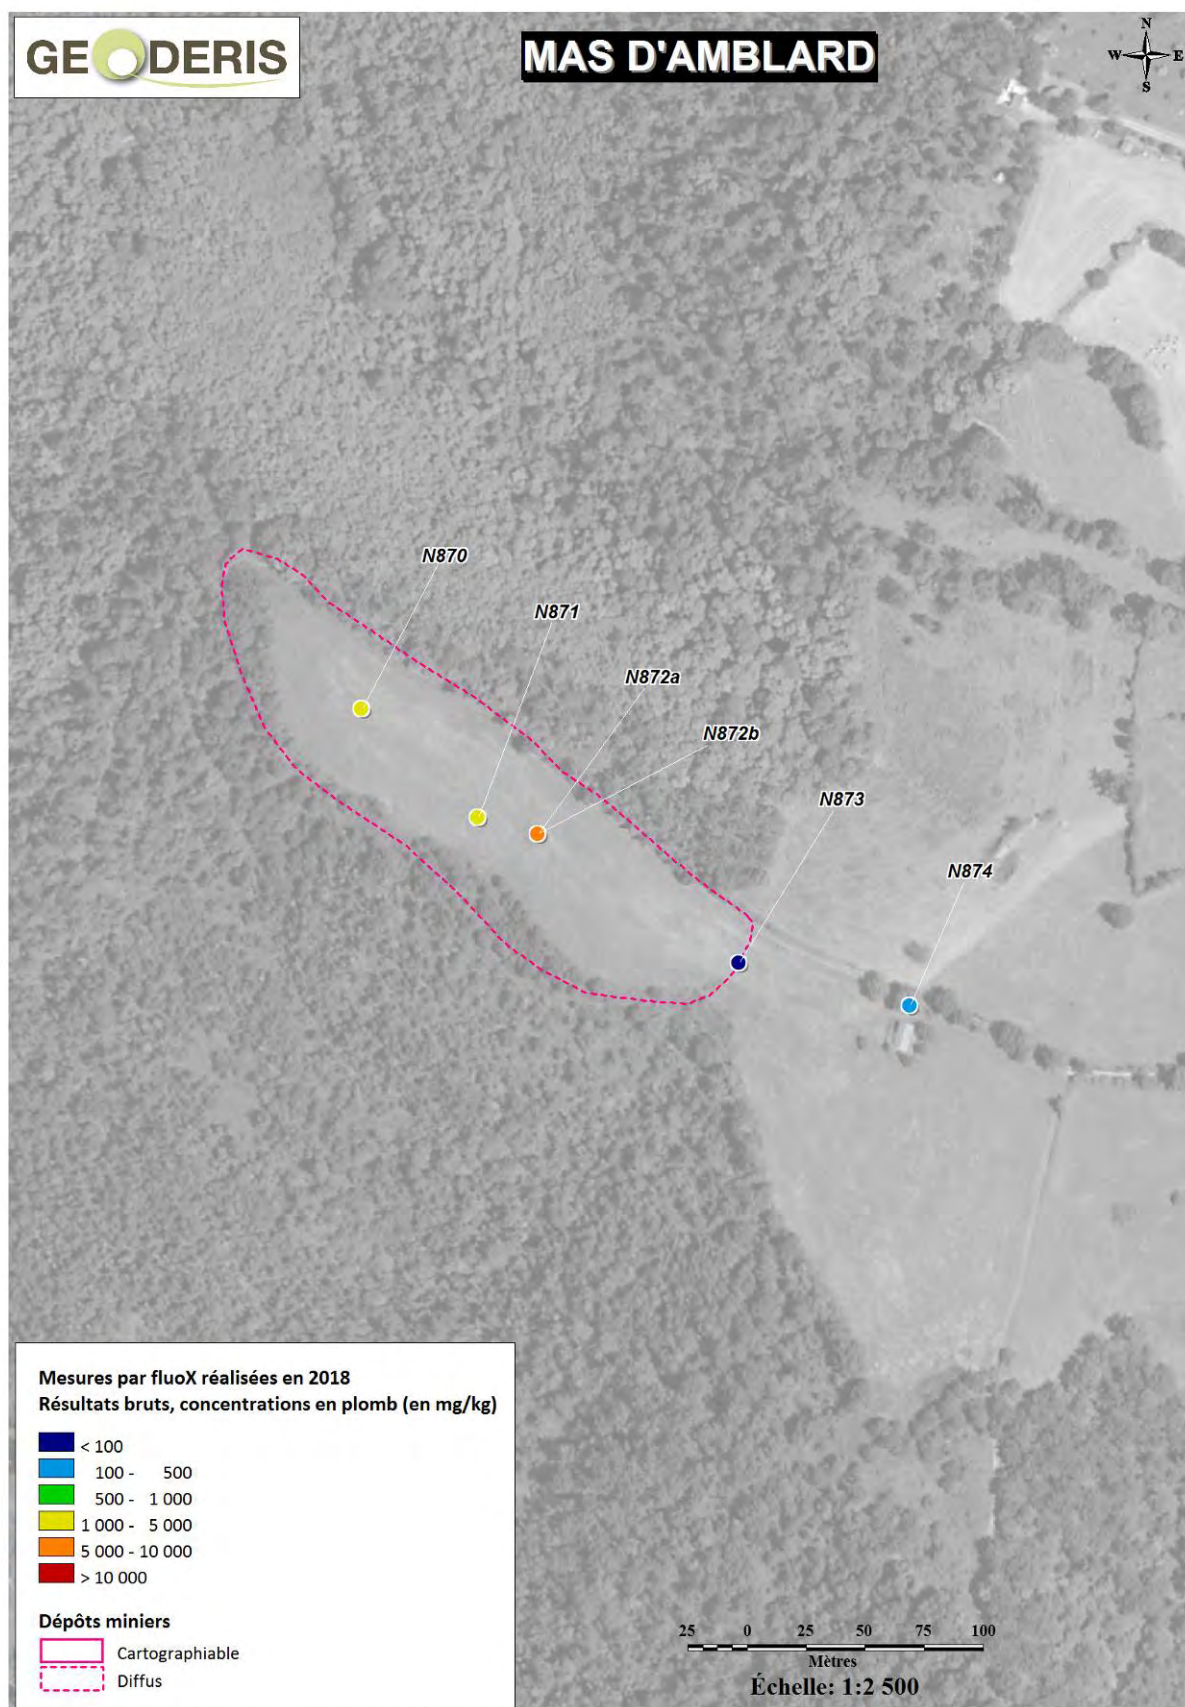 GEODERIS
MAS D'AMBLARD
N
W E
S
N870
N871
N872a
N872b
N873
N874
Mesures par fluoX réalisées en 2018
Résultats bruts, concentrations en plomb (en mg/kg)
< 100
100 - 500
500 - 1 000
1 000 - 5 000
5 000 - 10 000
> 10 000
Dépôts miniers
Cartographiable
Diffus
25 0 25 50 75 100
Mètres
Échelle: 1:2 500